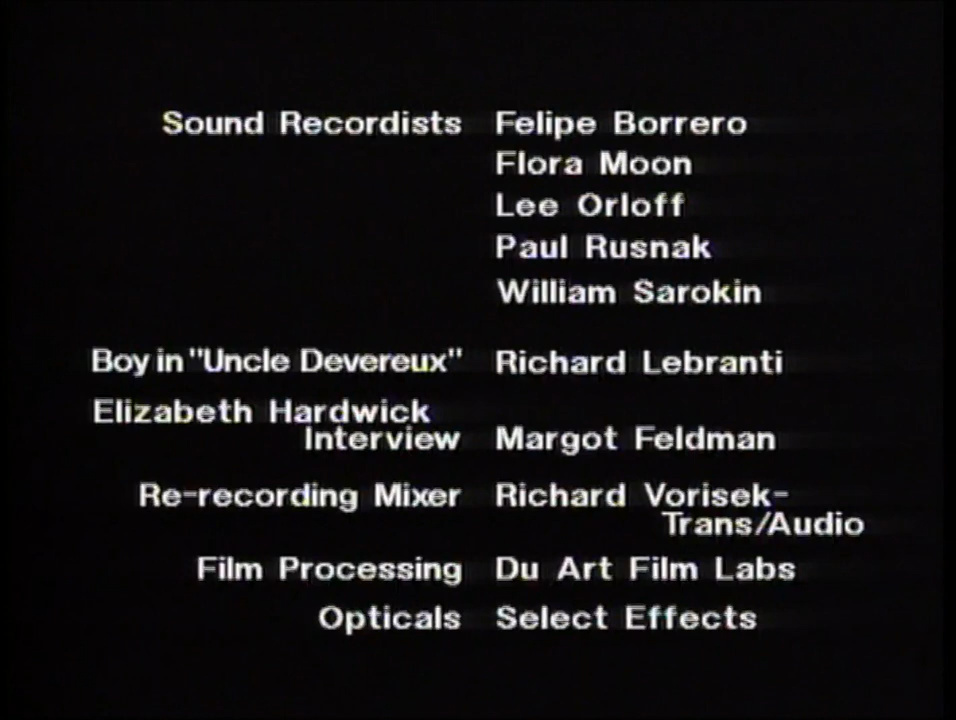 Sound Recordists Felipe Borrero
Flora Moon
Lee Orloff
Paul Rusnak
William Sarokin
Boy in "Uncle Devereux" Richard Lebranti
Elizabeth Hardwick
Interview Margot Feldman
Re-recording Mixer Richard Vorisek-
Trans/Audio
Film Processing Du Art Film Labs
Opticals Select Effects